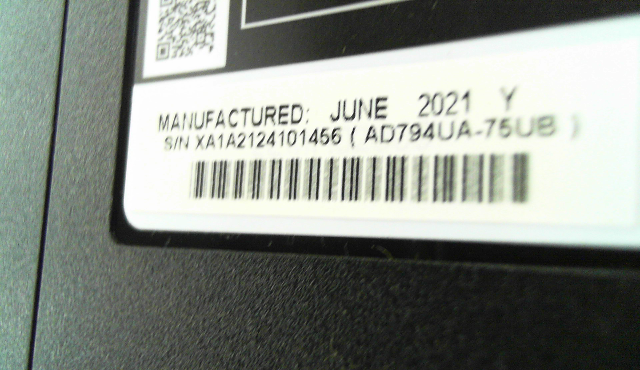 MANUFACTURED: JUNE 2021 Y
S/N XA1A2124101456 ( AD794UA-75UB )